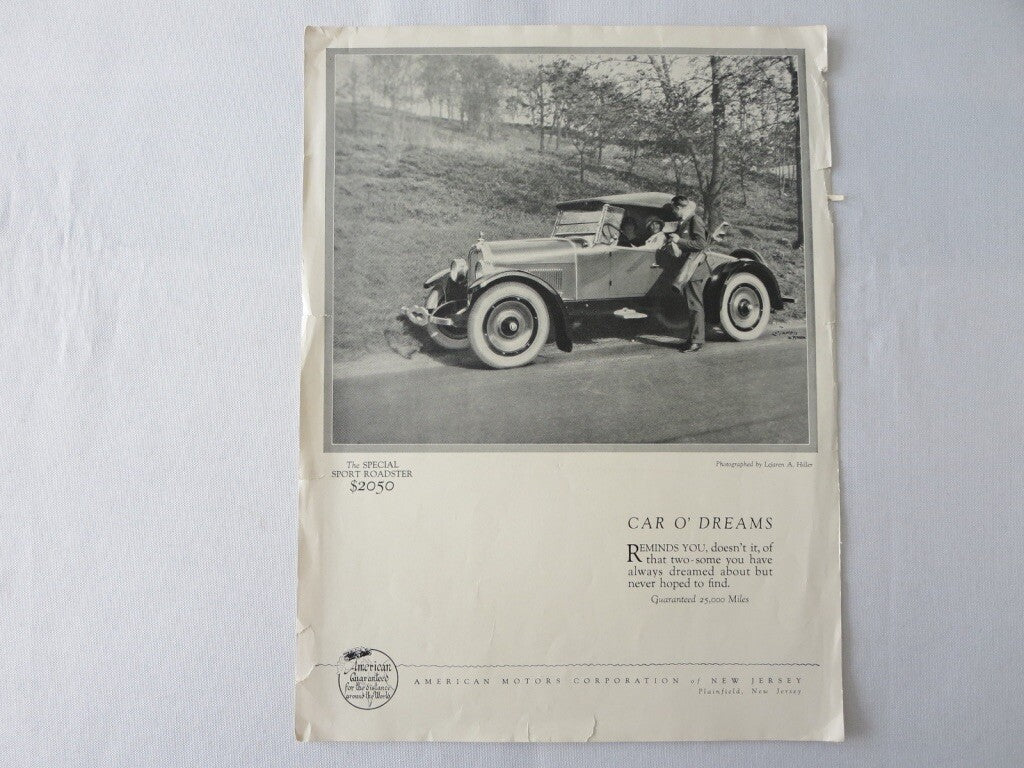 The SPECIAL
SPORT ROADSTER
$2050
Photographed by Lejaren A. Hiller
CAR O' DREAMS
REMINDS YOU, doesn't it, of
that two-some you have
always dreamed about but
never hoped to find.
Guaranteed 25,000 Miles
American
Guaranteed
for the distance
around the World
AMERICAN MOTORS CORPORATION of NEW JERSEY
Plainfield, New Jersey